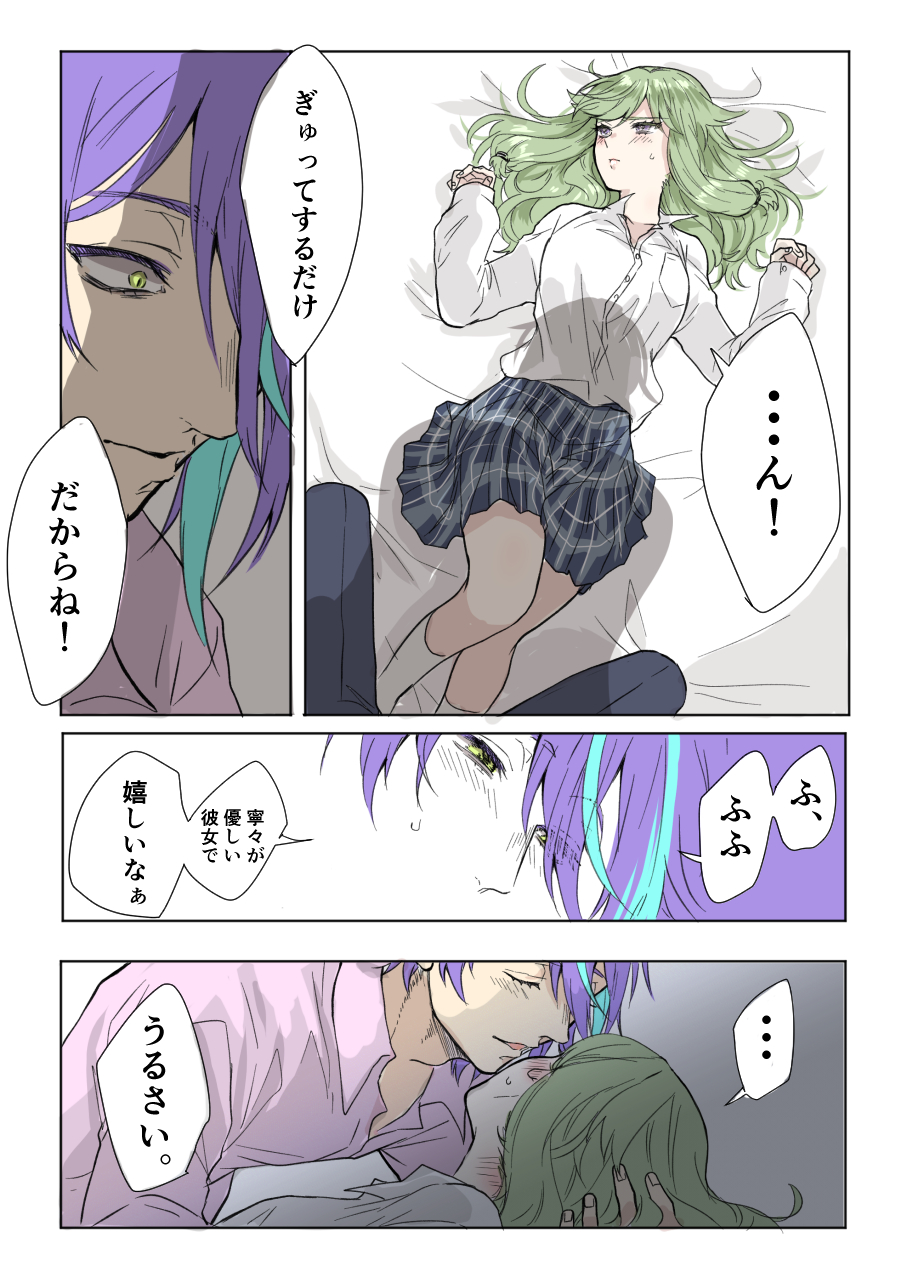 ・・・ん！
ぎゅってするだけ
だからね！
ふ、
ふふ
寧々が
優しい
彼女で
嬉しいなぁ
・・・
うるさい。